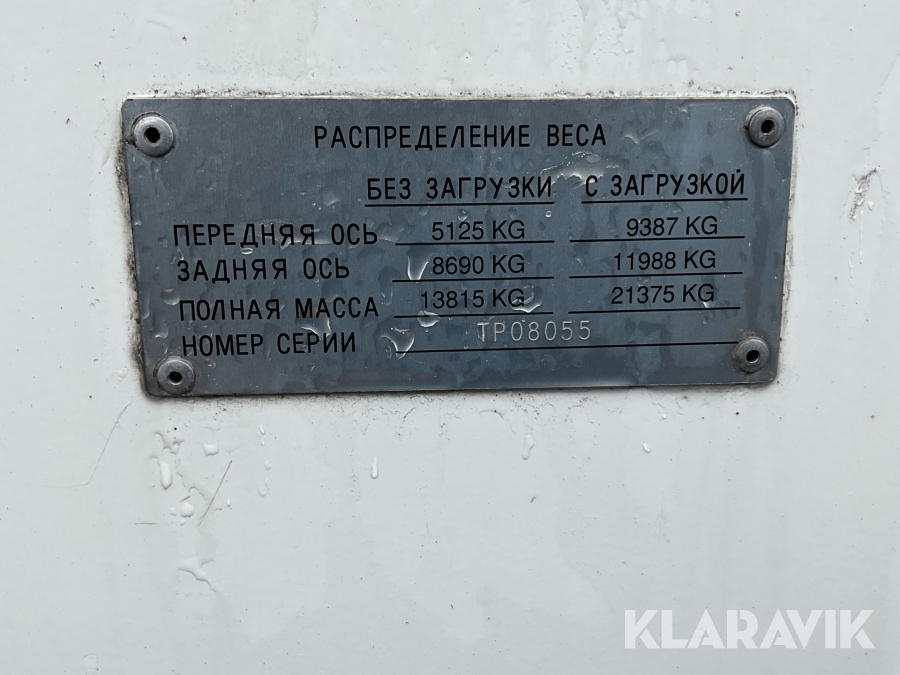 РАСПРЕДЕЛЕНИЕ ВЕСА
БЕЗ ЗАГРУЗКИ С ЗАГРУЗКОЙ
ПЕРЕДНЯЯ ОСЬ 5125 KG 9387 KG
ЗАДНЯЯ ОСЬ 8690 KG 11988 KG
ПОЛНАЯ МАССА 13815 KG 21375 KG
НОМЕР СЕРИИ TP08055
KLARAVIK